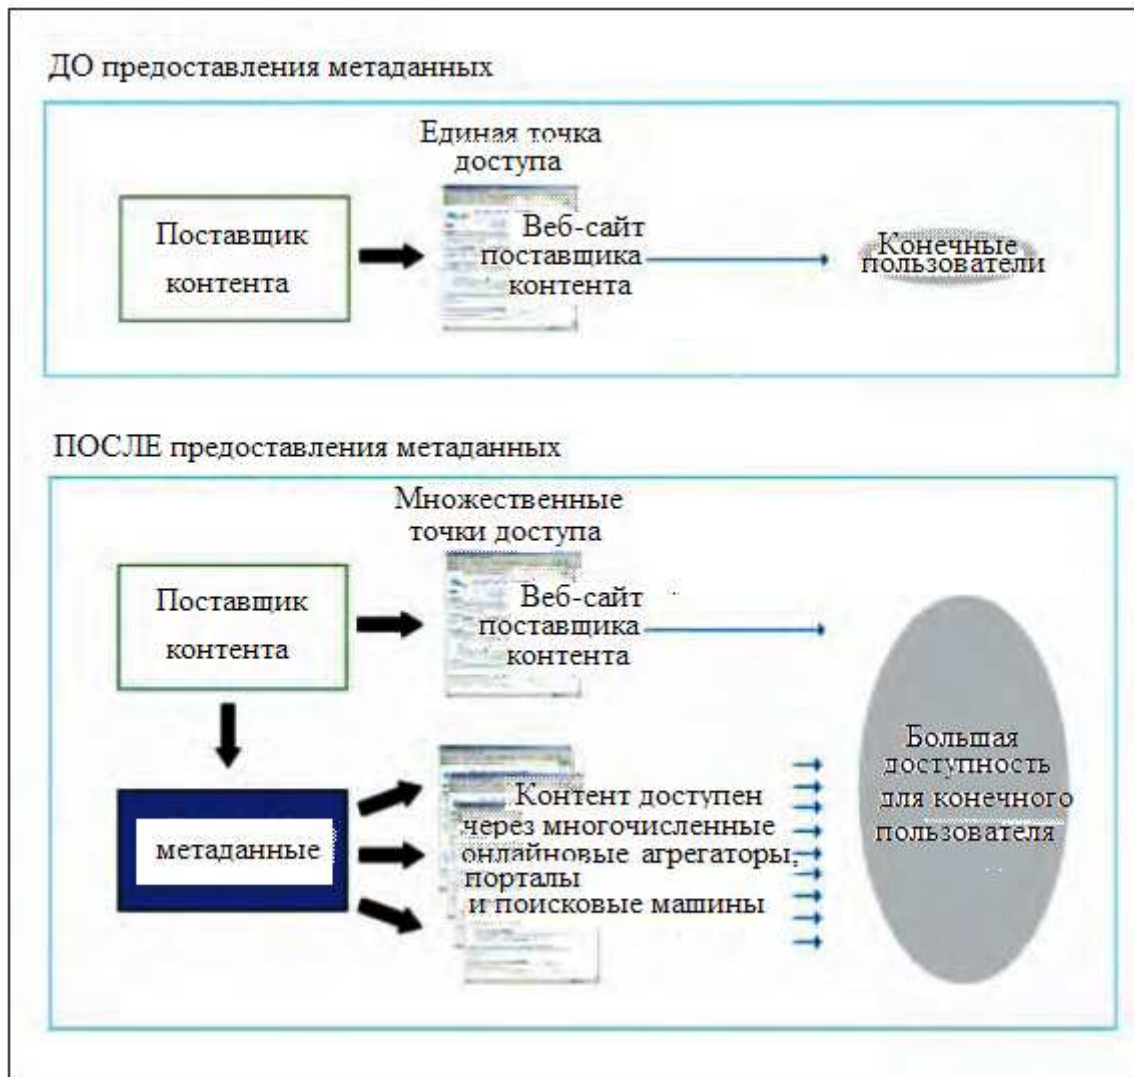 ДО предоставления метаданных
Единая точка
доступа
Поставщик
контента
Веб-сайт
поставщика
контента
Конечные
пользователи
ПОСЛЕ предоставления метаданных
Множественные
точки доступа
Поставщик
контента
Веб-сайт
поставщика
контента
метаданные
Контент доступен
через многочисленные
онлайновые агрегаторы,
порталы
и поисковые машины
Большая
доступность
для конечного
пользователя